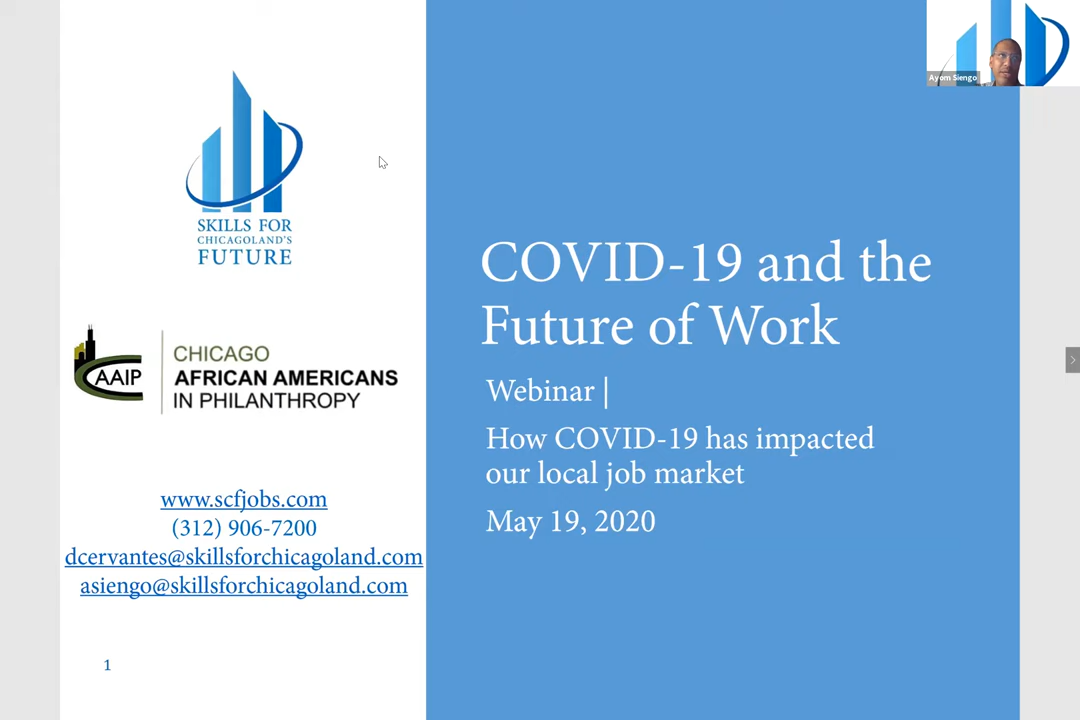 SKILLS FOR
CHICAGOLAND'S
FUTURE
CAAIP
CHICAGO
AFRICAN AMERICANS
IN PHILANTHROPY
www.scfjobs.com
(312) 906-7200
dcervantes@skillsforchicagoland.com
asiengo@skillsforchicagoland.com
1
COVID-19 and the
Future of Work
Webinar |
How COVID-19 has impacted
our local job market
May 19, 2020
Ayom Siengo